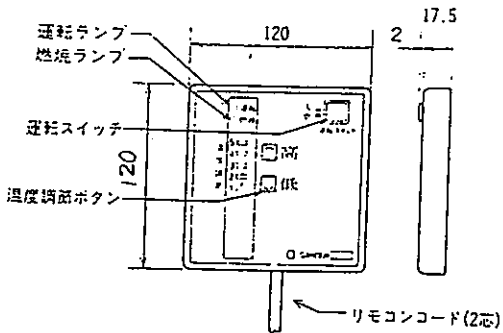 運転ランプ
燃焼ランプ
運転スイッチ
温度調節ボタン
120
2
17.5
120
高
低
リモコンコード(2芯)